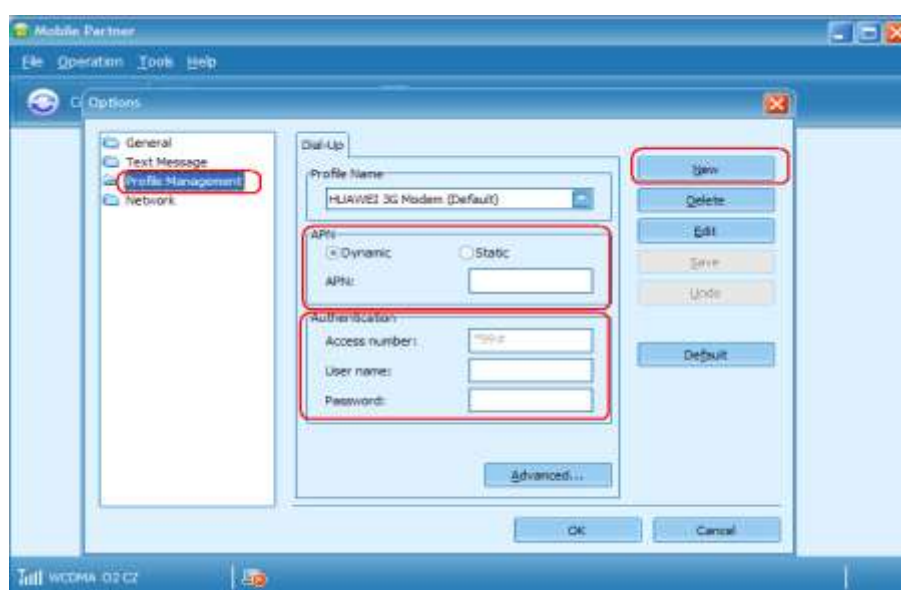 Mobile Partner
File Operation Tools Help
Options
General
Text Message
Profile Management
Network
Dial-Up
Profile Name
HUAWEI 3G Modem (Default)
APN
Dynamic Static
APN:
Authentication
Access number: *99#
User name:
Password:
Advanced...
New
Delete
Edit
Save
Undo
Default
OK Cancel
WCDMA O2 CZ